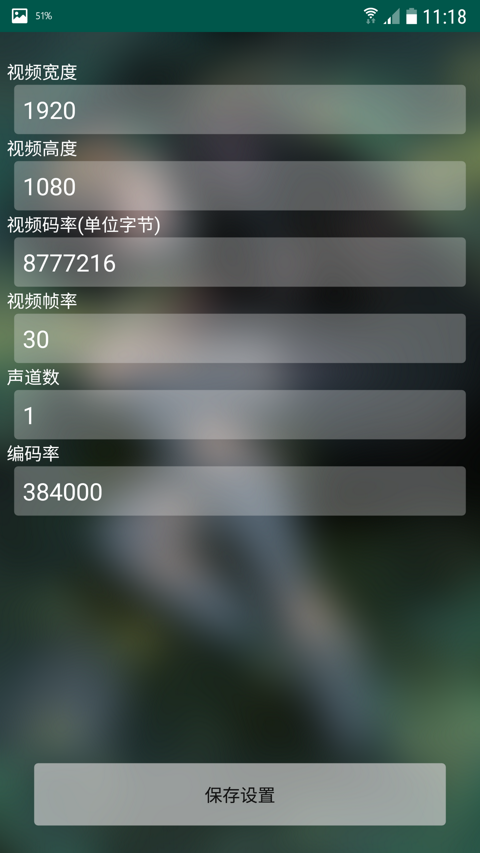 51%
11:18
视频宽度
1920
视频高度
1080
视频码率(单位字节)
8777216
视频帧率
30
声道数
1
编码率
384000
保存设置